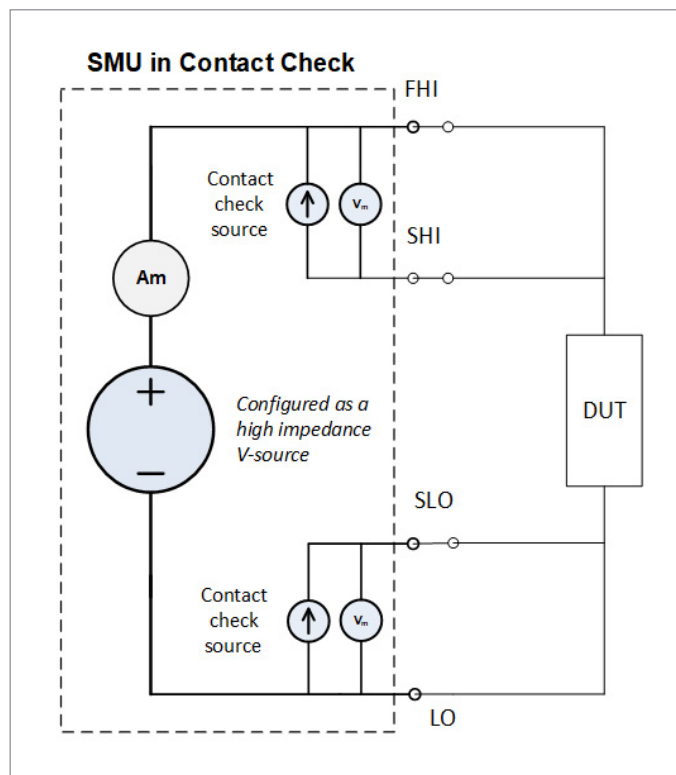 SMU in Contact Check
FHI
Contact
check
source
Vm
SHI
Am
+
Configured as a
high impedance
V-source
−
DUT
SLO
Contact
check
source
Vm
LO